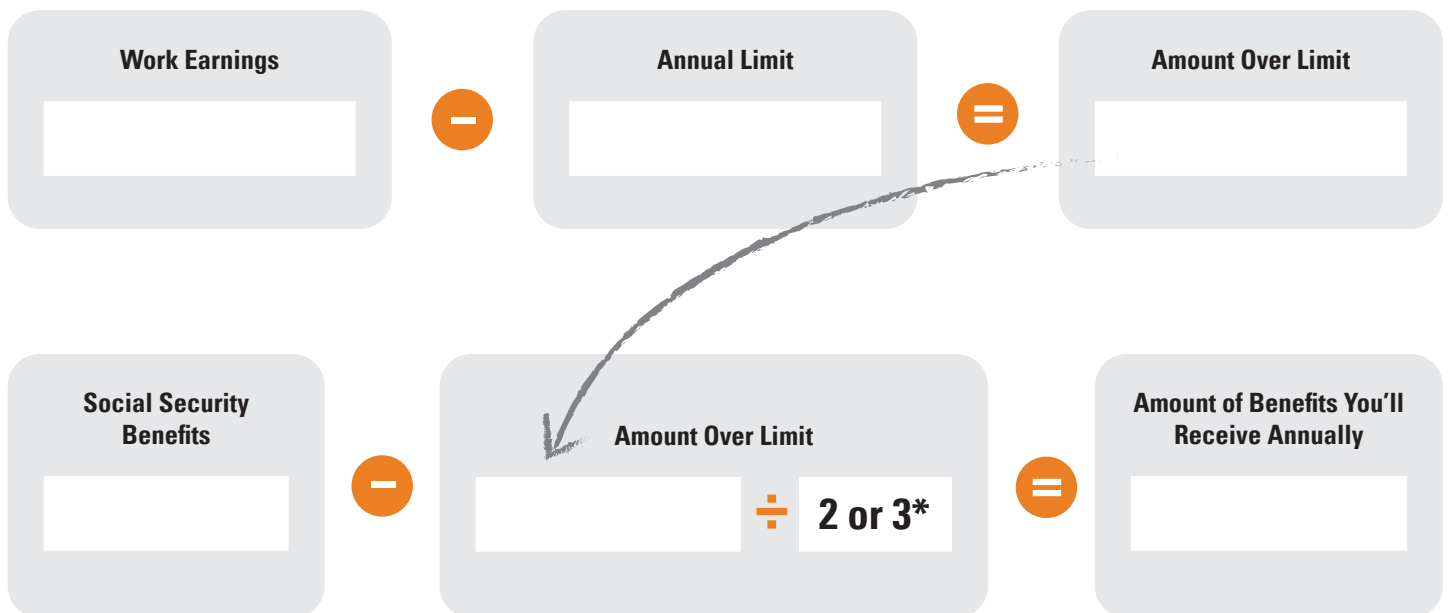 Work Earnings
Annual Limit
Amount Over Limit
−
=
Social Security
Benefits
−
Amount Over Limit
÷
2 or 3*
=
Amount of Benefits You’ll
Receive Annually